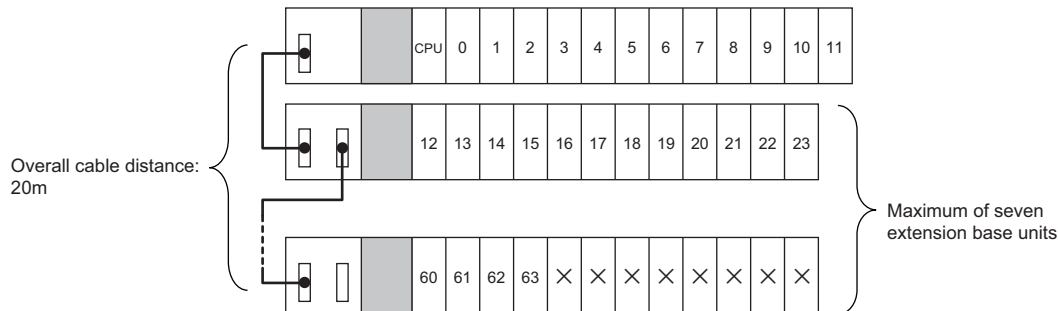 CPU 0 1 2 3 4 5 6 7 8 9 10 11
12 13 14 15 16 17 18 19 20 21 22 23
Overall cable distance:
20m
Maximum of seven
extension base units
60 61 62 63